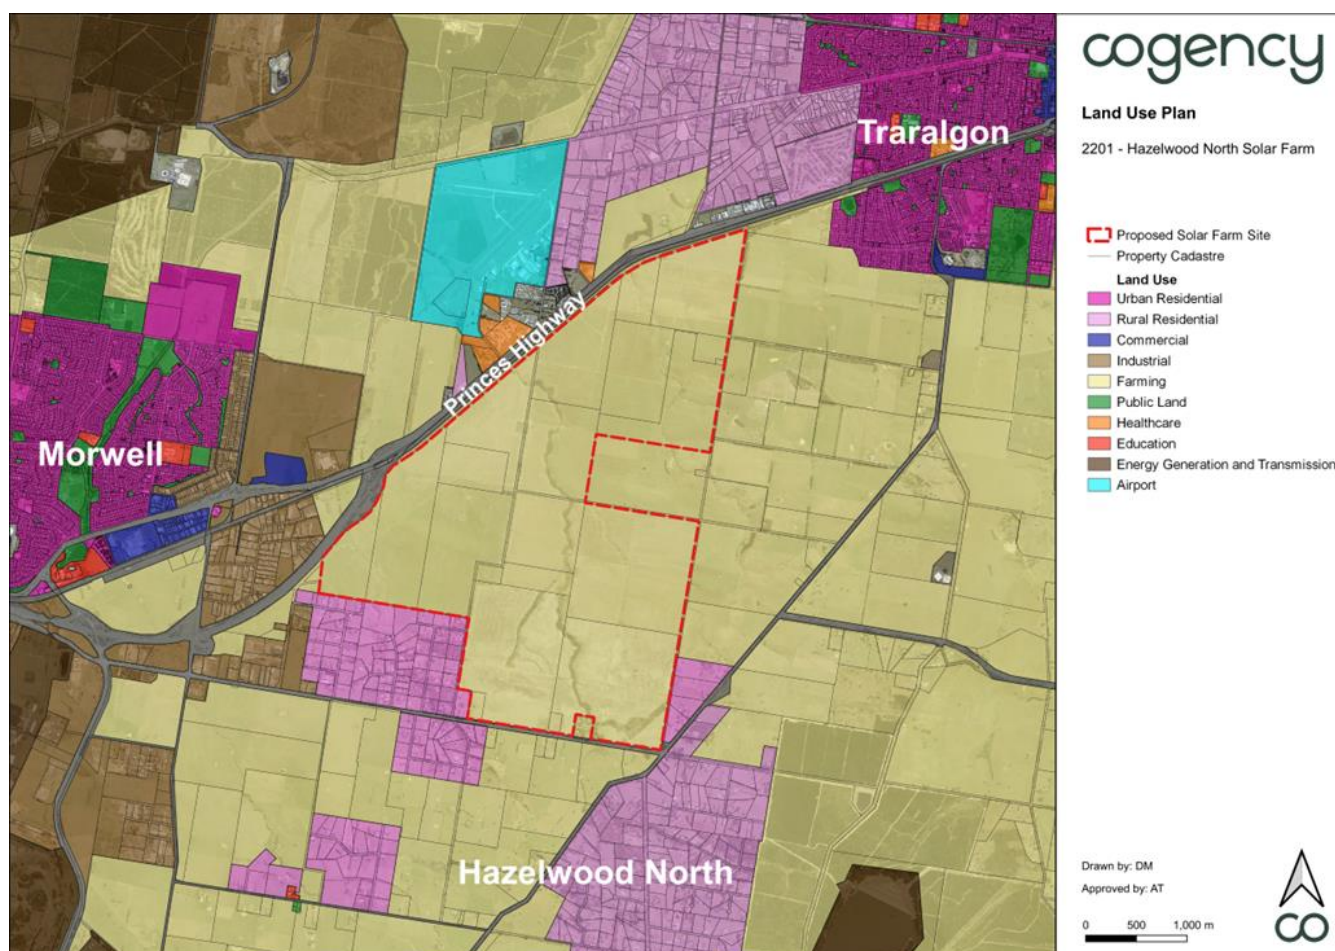 cogency
Land Use Plan
2201 - Hazelwood North Solar Farm
Proposed Solar Farm Site
Property Cadastre
Land Use
Urban Residential
Rural Residential
Commercial
Industrial
Farming
Public Land
Healthcare
Education
Energy Generation and Transmission
Airport
Traralgon
Princes Highway
Morwell
Hazelwood North
Drawn by: DM
Approved by: AT
0 500 1,000 m
CO